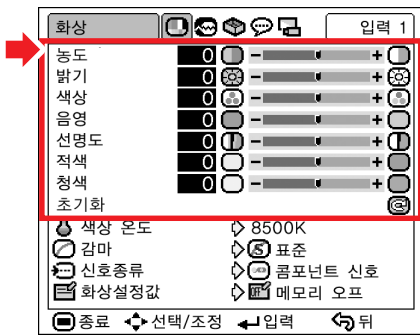 화상 입력 1
농도 0 - +
밝기 0 - +
색상 0 - +
음영 0 - +
선명도 0 - +
적색 0 - +
청색 0 - +
초기화
색상 온도 8500K
감마 S 표준
신호종류 콤포넌트 신호
화상설정값 OFF 메모리 오프
종료 선택/조정 입력 뒤